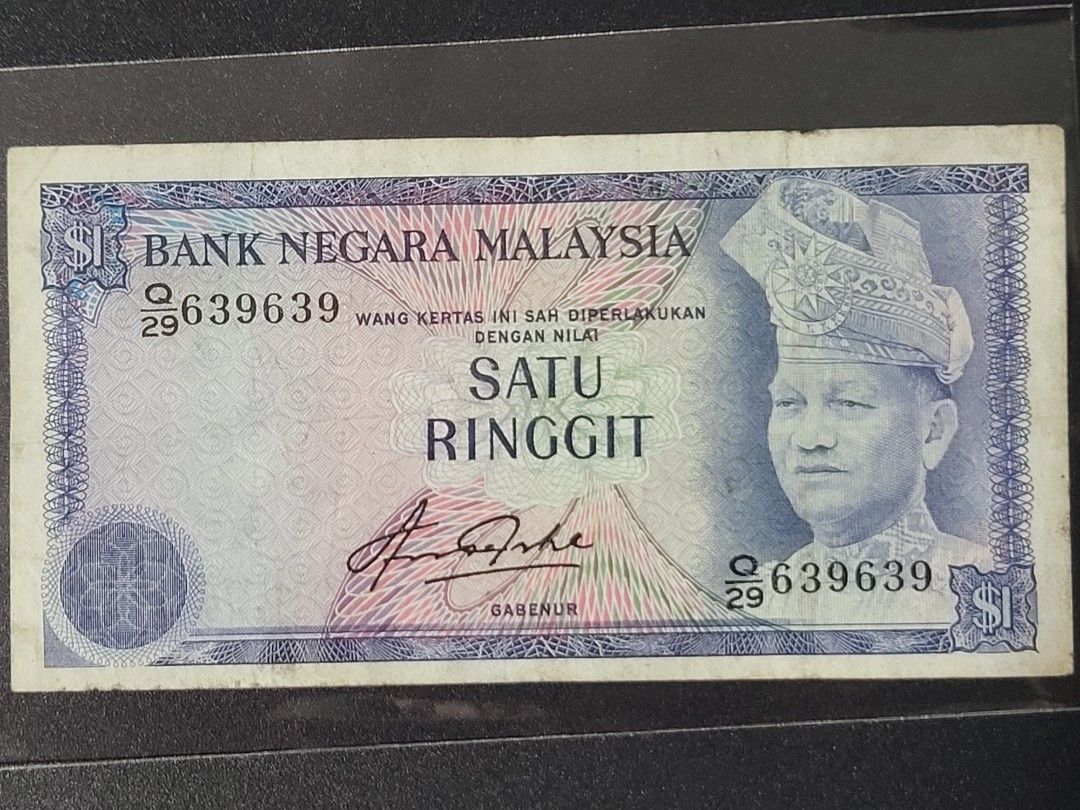 $1
BANK NEGARA MALAYSIA
Q/29 639639
WANG KERTAS INI SAH DIPERLAKUKAN
DENGAN NILAI
SATU
RINGGIT
GABENUR
Q/29 639639
$1